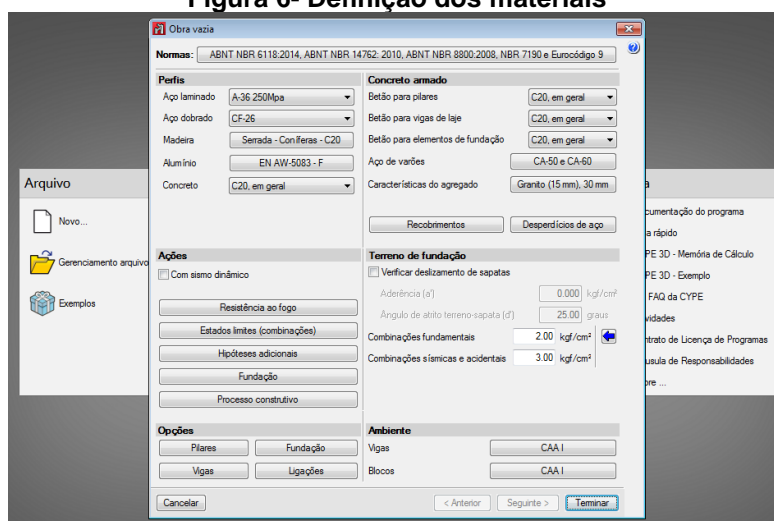 Figura 6- Definição dos materiais
Obra vazia
Normas: ABNT NBR 6118:2014, ABNT NBR 14762: 2010, ABNT NBR 8800:2008, NBR 7190 e Eurocódigo 9
Perfis
Aço laminado A-36 250Mpa
Aço dobrado CF-26
Madeira Serrada - Coníferas - C20
Alumínio EN AW-5083 - F
Concreto C20, em geral
Concreto armado
Betão para pilares C20, em geral
Betão para vigas de laje C20, em geral
Betão para elementos de fundação C20, em geral
Aço de varões CA-50 e CA-60
Características do agregado Granito (15 mm), 30 mm
Recobrimentos Desperdícios de aço
Ações
Com sismo dinâmico
Resistência ao fogo
Estados limites (combinações)
Hipóteses adicionais
Fundação
Processo construtivo
Terreno de fundação
Verificar deslizamento de sapatas
Aderência (a') 0.000 kgf/cm²
Ângulo de atrito terreno-sapata (d') 25.00 graus
Combinações fundamentais 2.00 kgf/cm²
Combinações sísmicas e acidentais 3.00 kgf/cm²
Opções
Pilares Fundação
Vigas Ligações
Ambiente
Vigas CAA I
Blocos CAA I
Cancelar < Anterior Seguinte > Terminar
Arquivo
Novo...
Gerenciamento arquivo
Exemplos
a
cumentação do programa
a rápido
PE 3D - Memória de Cálculo
PE 3D - Exemplo
FAQ da CYPE
vidades
ntrato de Licença de Programas
usula de Responsabilidades
bre ...